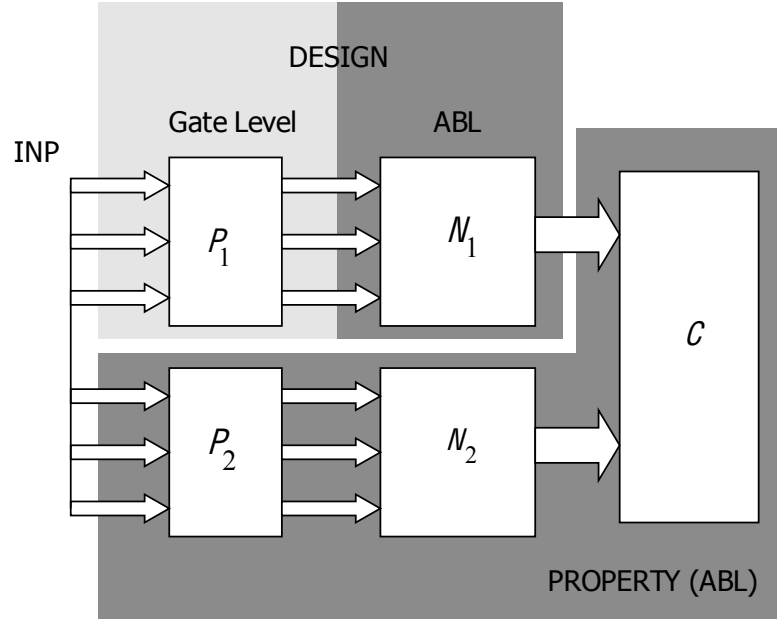 DESIGN
Gate Level
ABL
INP
P1
N1
C
P2
N2
PROPERTY (ABL)